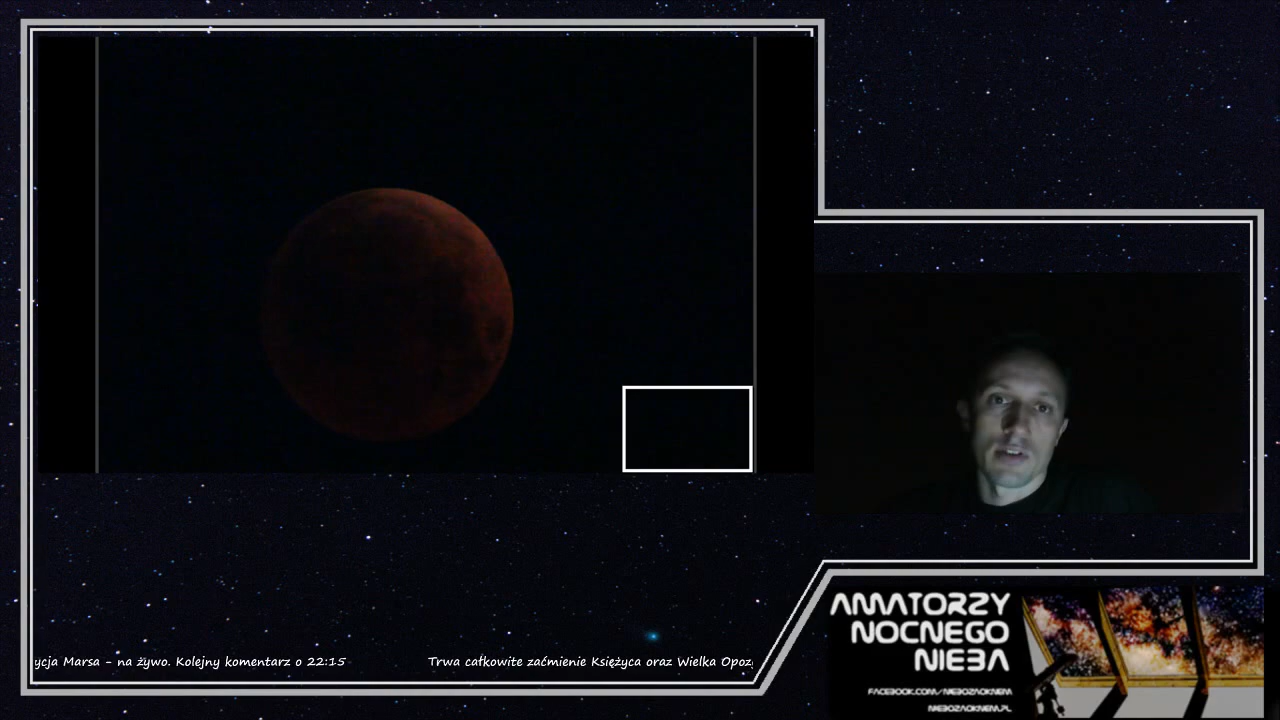 ycja Marsa - na żywo. Kolejny komentarz o 22:15
Trwa całkowite zaćmienie Księżyca oraz Wielka Opoz
AMATORZY
NOCNEGO
NIEBA
FACEBOOK.COM/NIEBOZAOKNEM
NIEBOZAOKNEM.PL